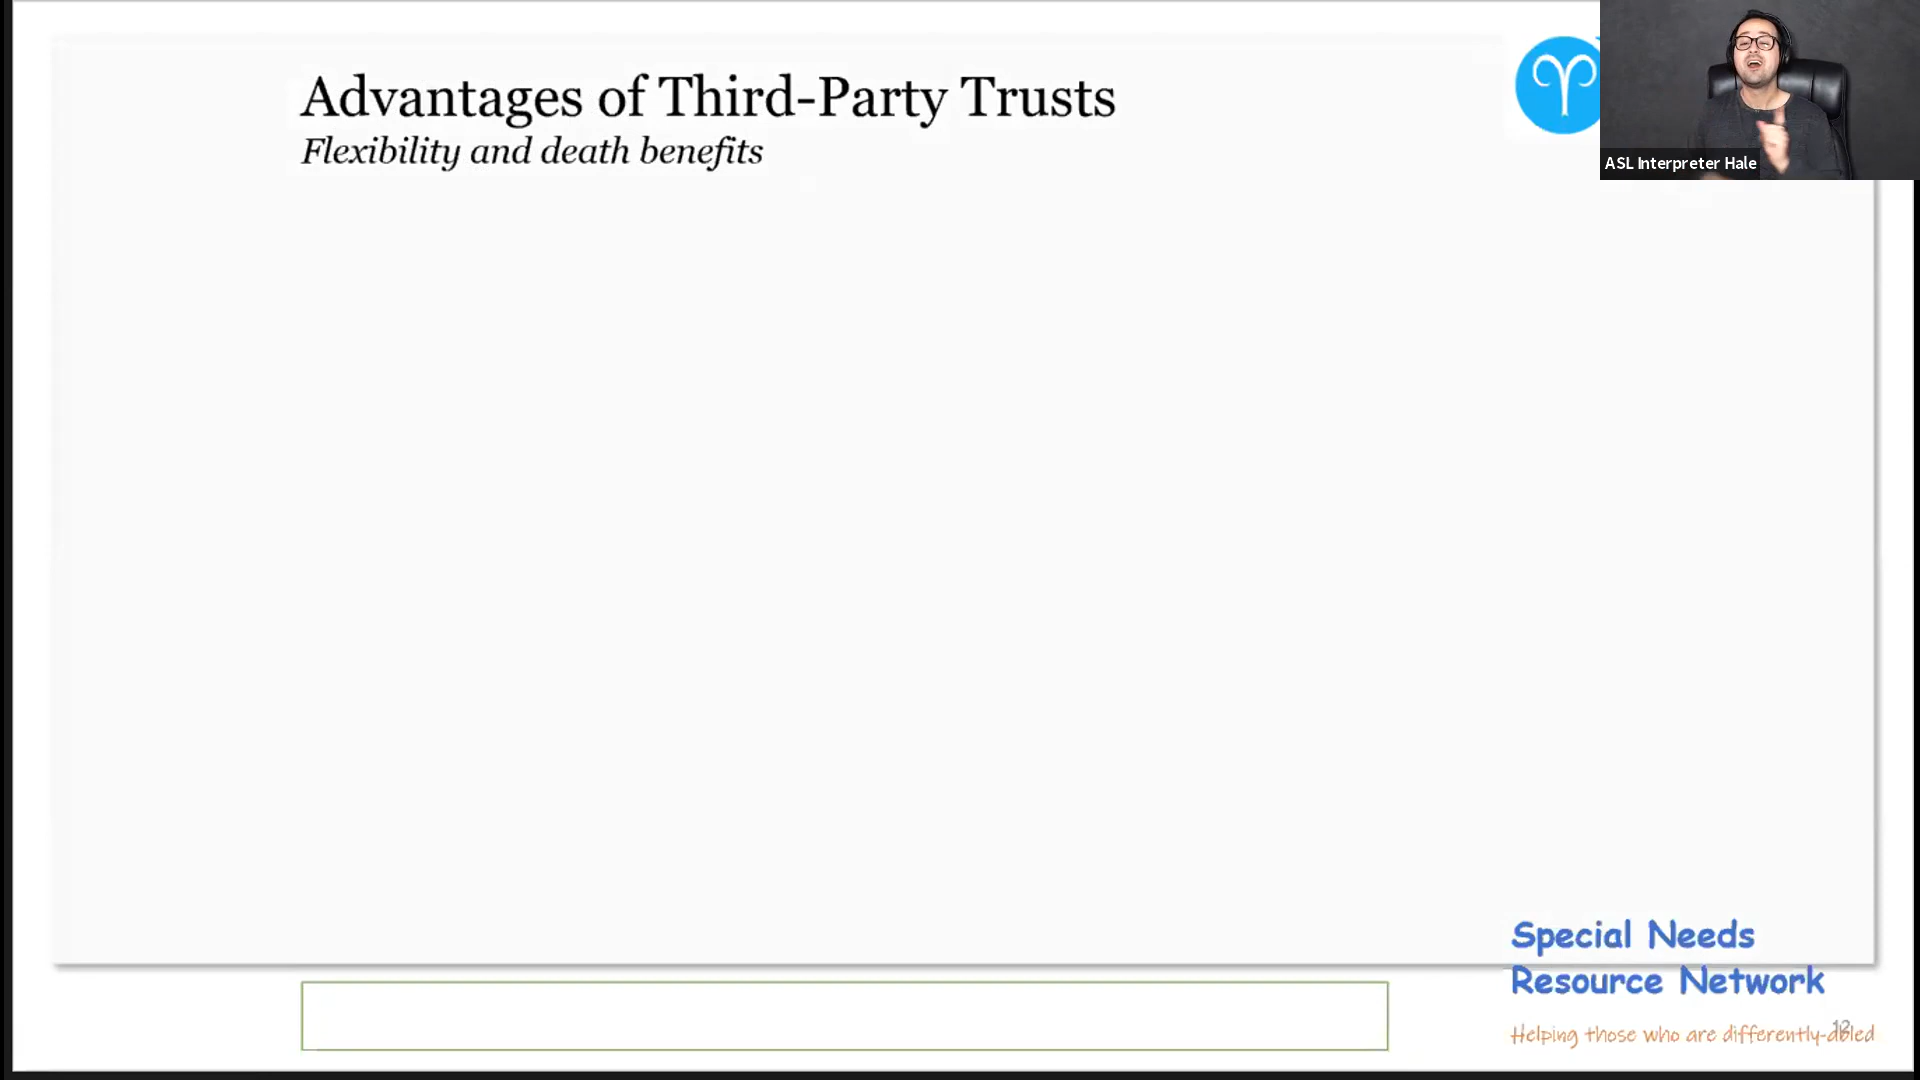 Advantages of Third-Party Trusts
Flexibility and death benefits
ASL Interpreter Hale
Special Needs
Resource Network
Helping those who are differently-abled
12